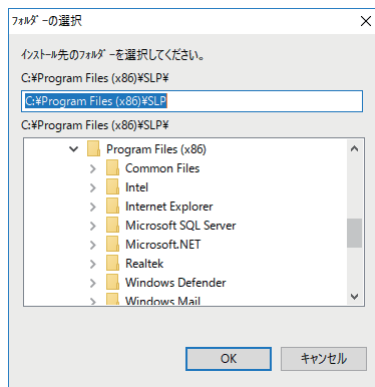 ﾌｫﾙﾀﾞｰの選択
ｲﾝｽﾄｰﾙ先のﾌｫﾙﾀﾞｰを選択してください。
C:¥Program Files (x86)¥SLP¥
C:¥Program Files (x86)¥SLP
C:¥Program Files (x86)¥SLP¥
Program Files (x86)
Common Files
Intel
Internet Explorer
Microsoft SQL Server
Microsoft.NET
Realtek
Windows Defender
Windows Mail
OK キャンセル